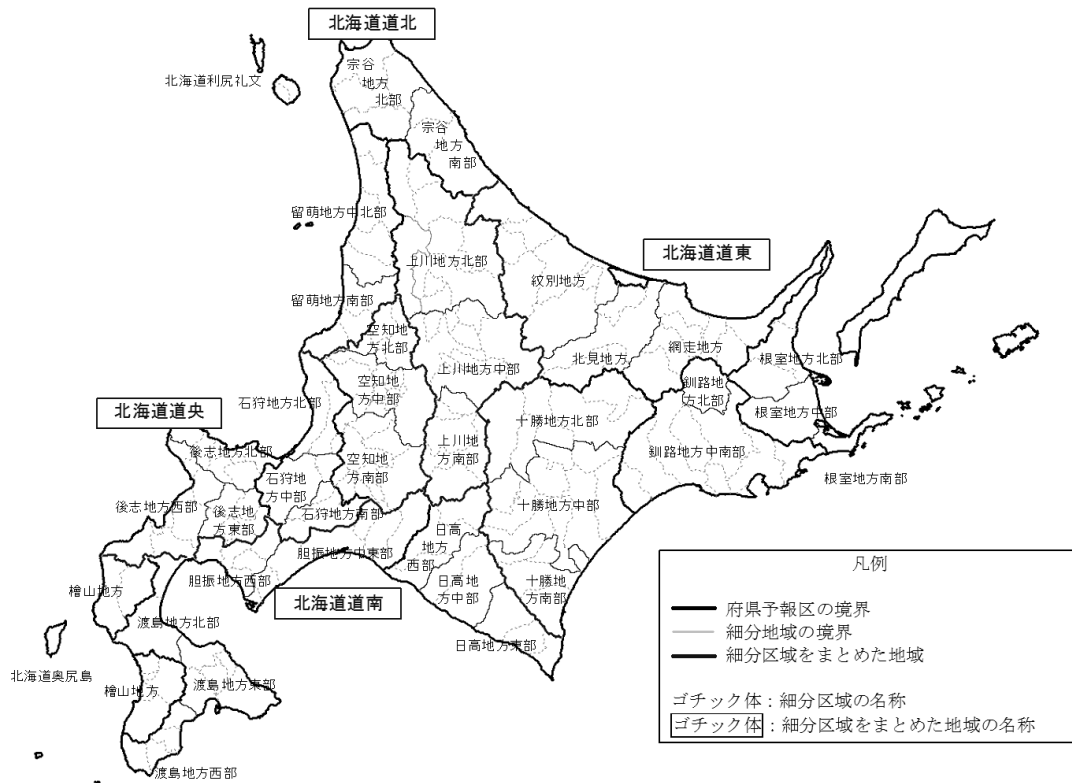 北海道道北
宗谷
地方
北部
北海道利尻礼文
宗谷
地方
南部
留萌地方中北部
北海道道東
上川地方北部
紋別地方
留萌地方南部
空知地
方北部
網走地方
北見地方
根室地方北部
上川地方中部
空知地
方中部
釧路地
方北部
石狩地方北部
北海道道央
根室地方中部
十勝地方北部
上川地
方南部
後志地方北部
釧路地方中南部
空知地
方南部
石狩地
方中部
根室地方南部
後志地方西部
後志地
方東部
石狩地方南部
十勝地方中部
日高
地方
西部
胆振地方中東部
胆振地方西部
日高地
方中部
十勝地
方南部
檜山地方
北海道道南
渡島地方北部
日高地方東部
北海道奥尻島
檜山地方
渡島地方東部
渡島地方西部
凡例
府県予報区の境界
細分地域の境界
細分区域をまとめた地域
ゴチック体：細分区域の名称
ゴチック体：細分区域をまとめた地域の名称